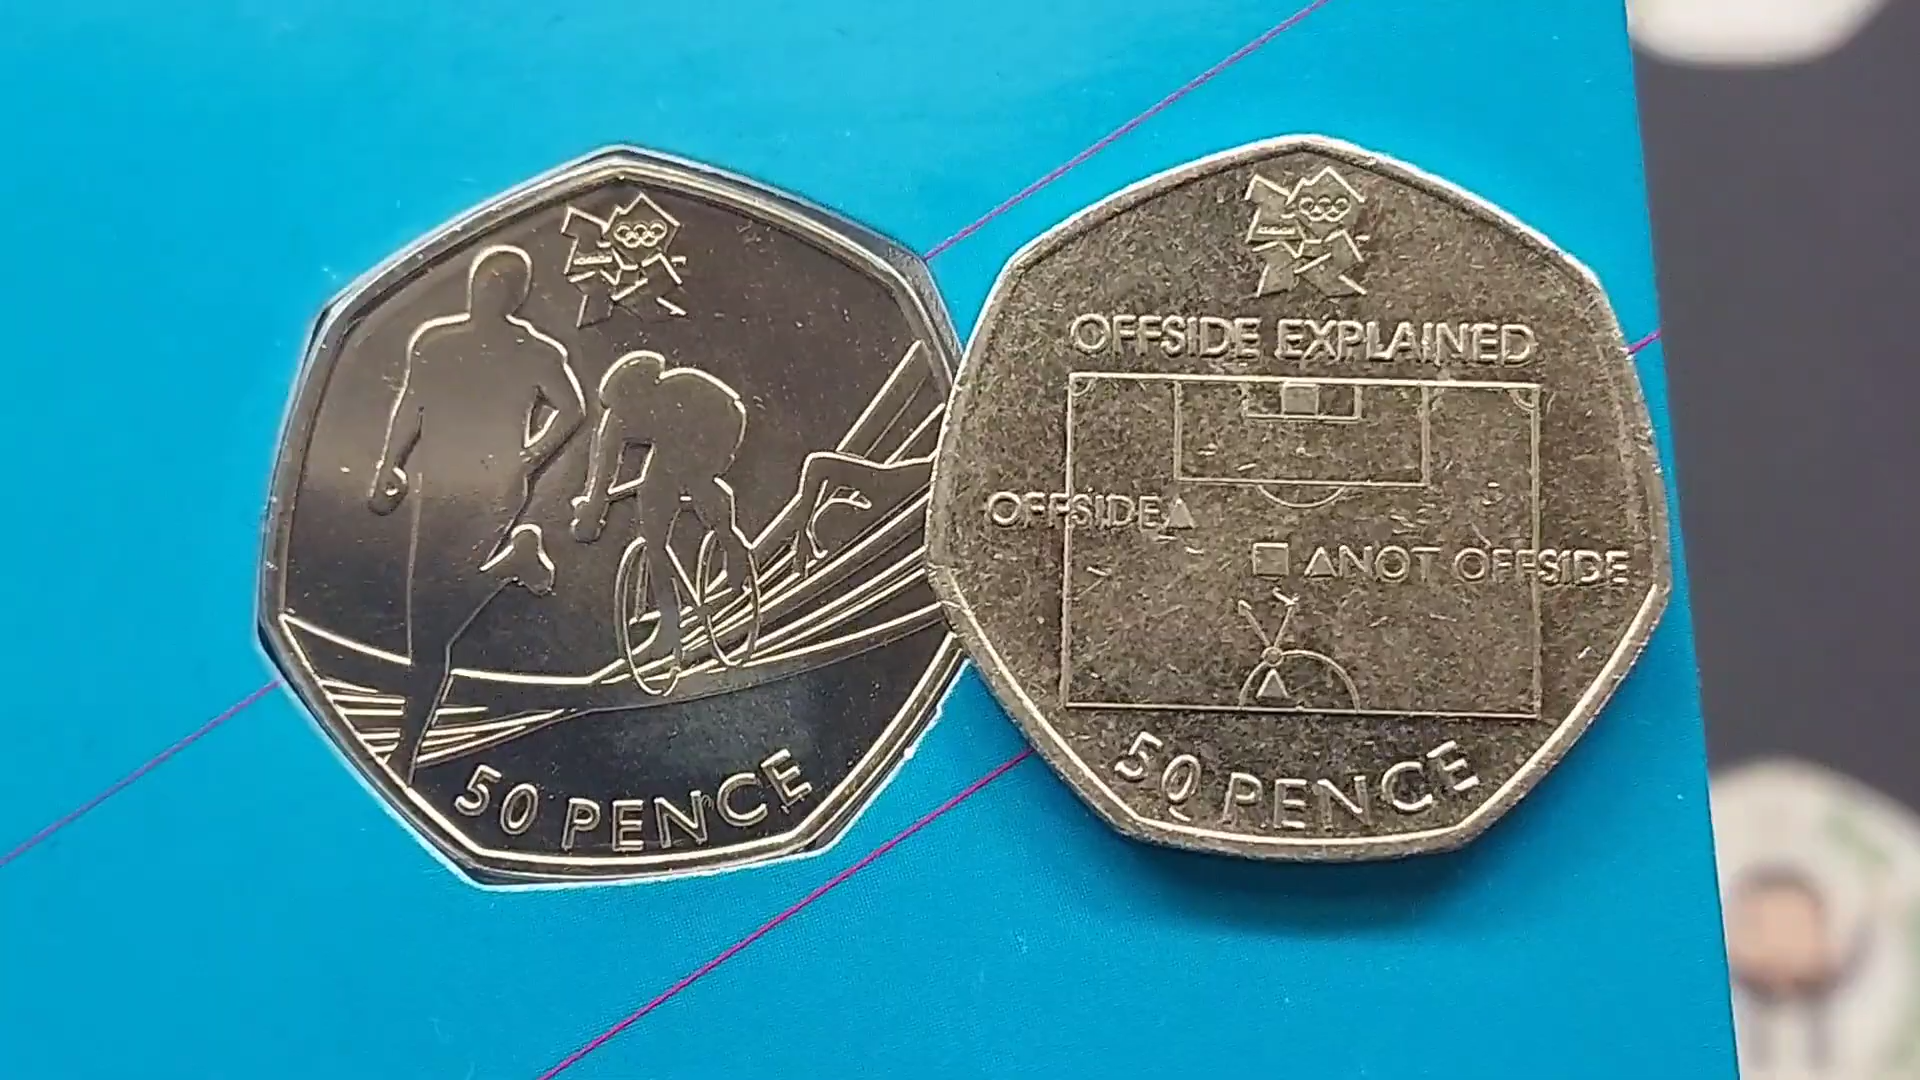 50 PENCE
OFFSIDE EXPLAINED
OFFSIDE
NOT OFFSIDE
50 PENCE